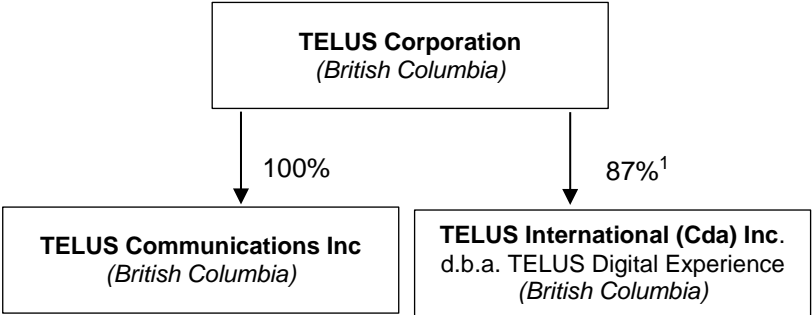 TELUS Corporation
(British Columbia)
100%
87%¹
TELUS Communications Inc
(British Columbia)
TELUS International (Cda) Inc.
d.b.a. TELUS Digital Experience
(British Columbia)